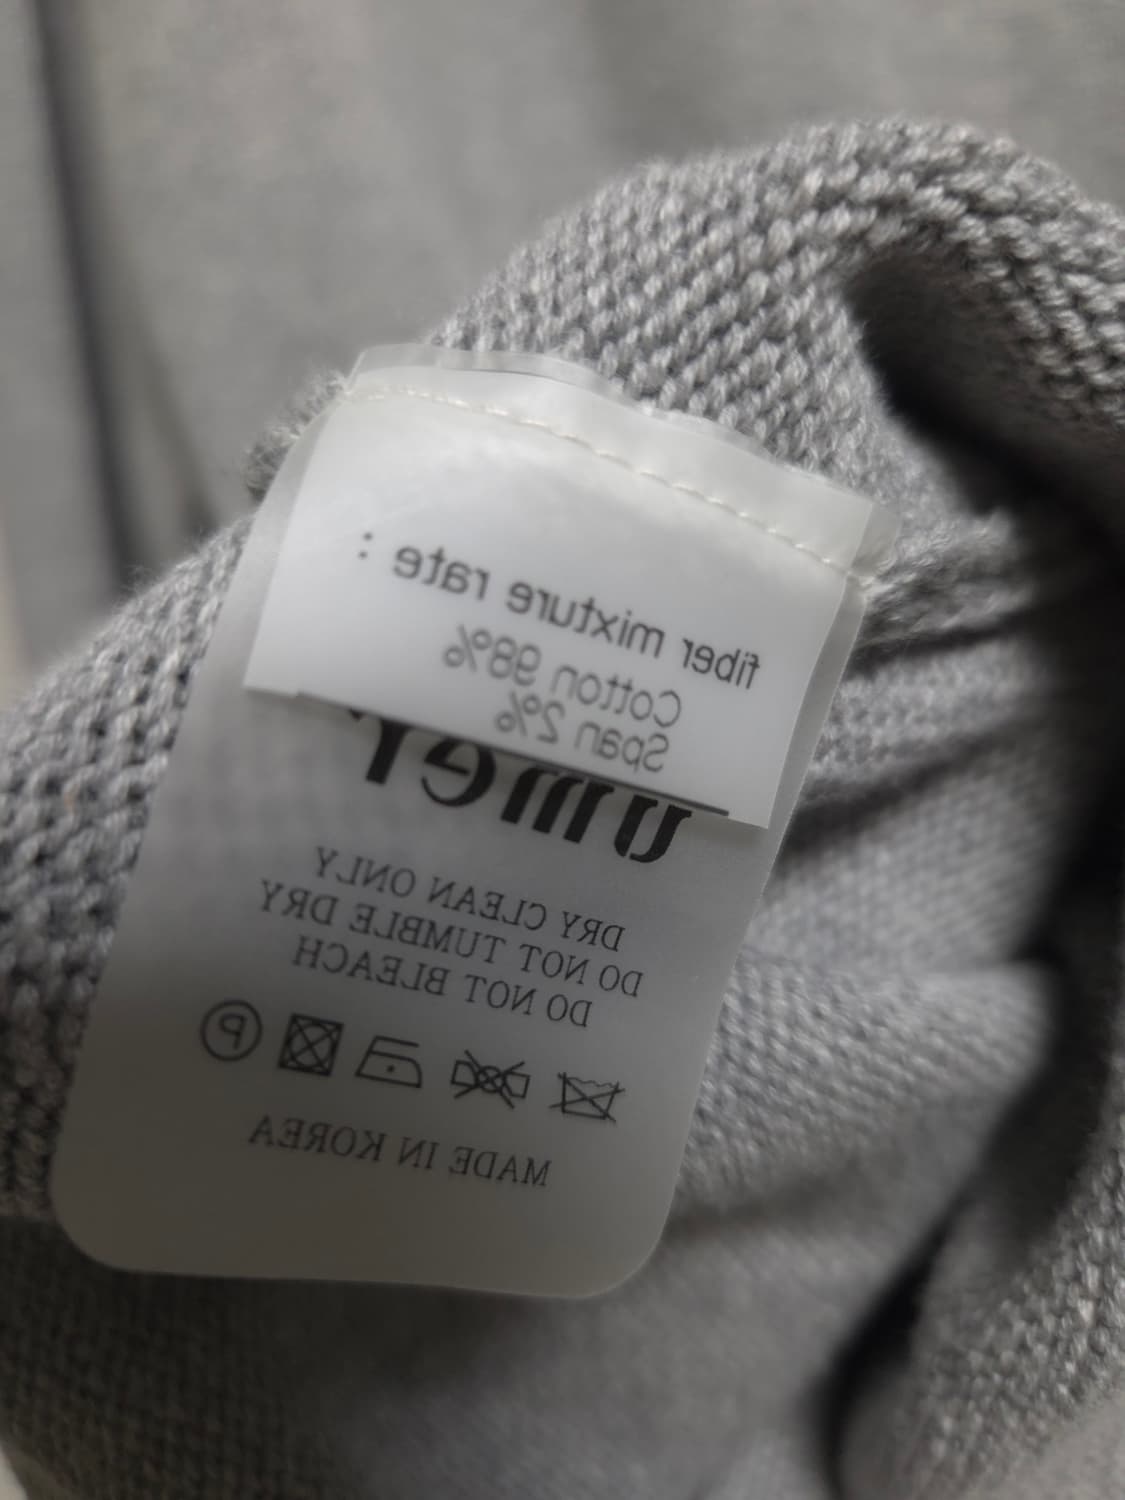 fiber mixture rate :
Cotton 98%
Span 2%
umer
DRY CLEAN ONLY
DO NOT TUMBLE DRY
DO NOT BLEACH
P
MADE IN KOREA